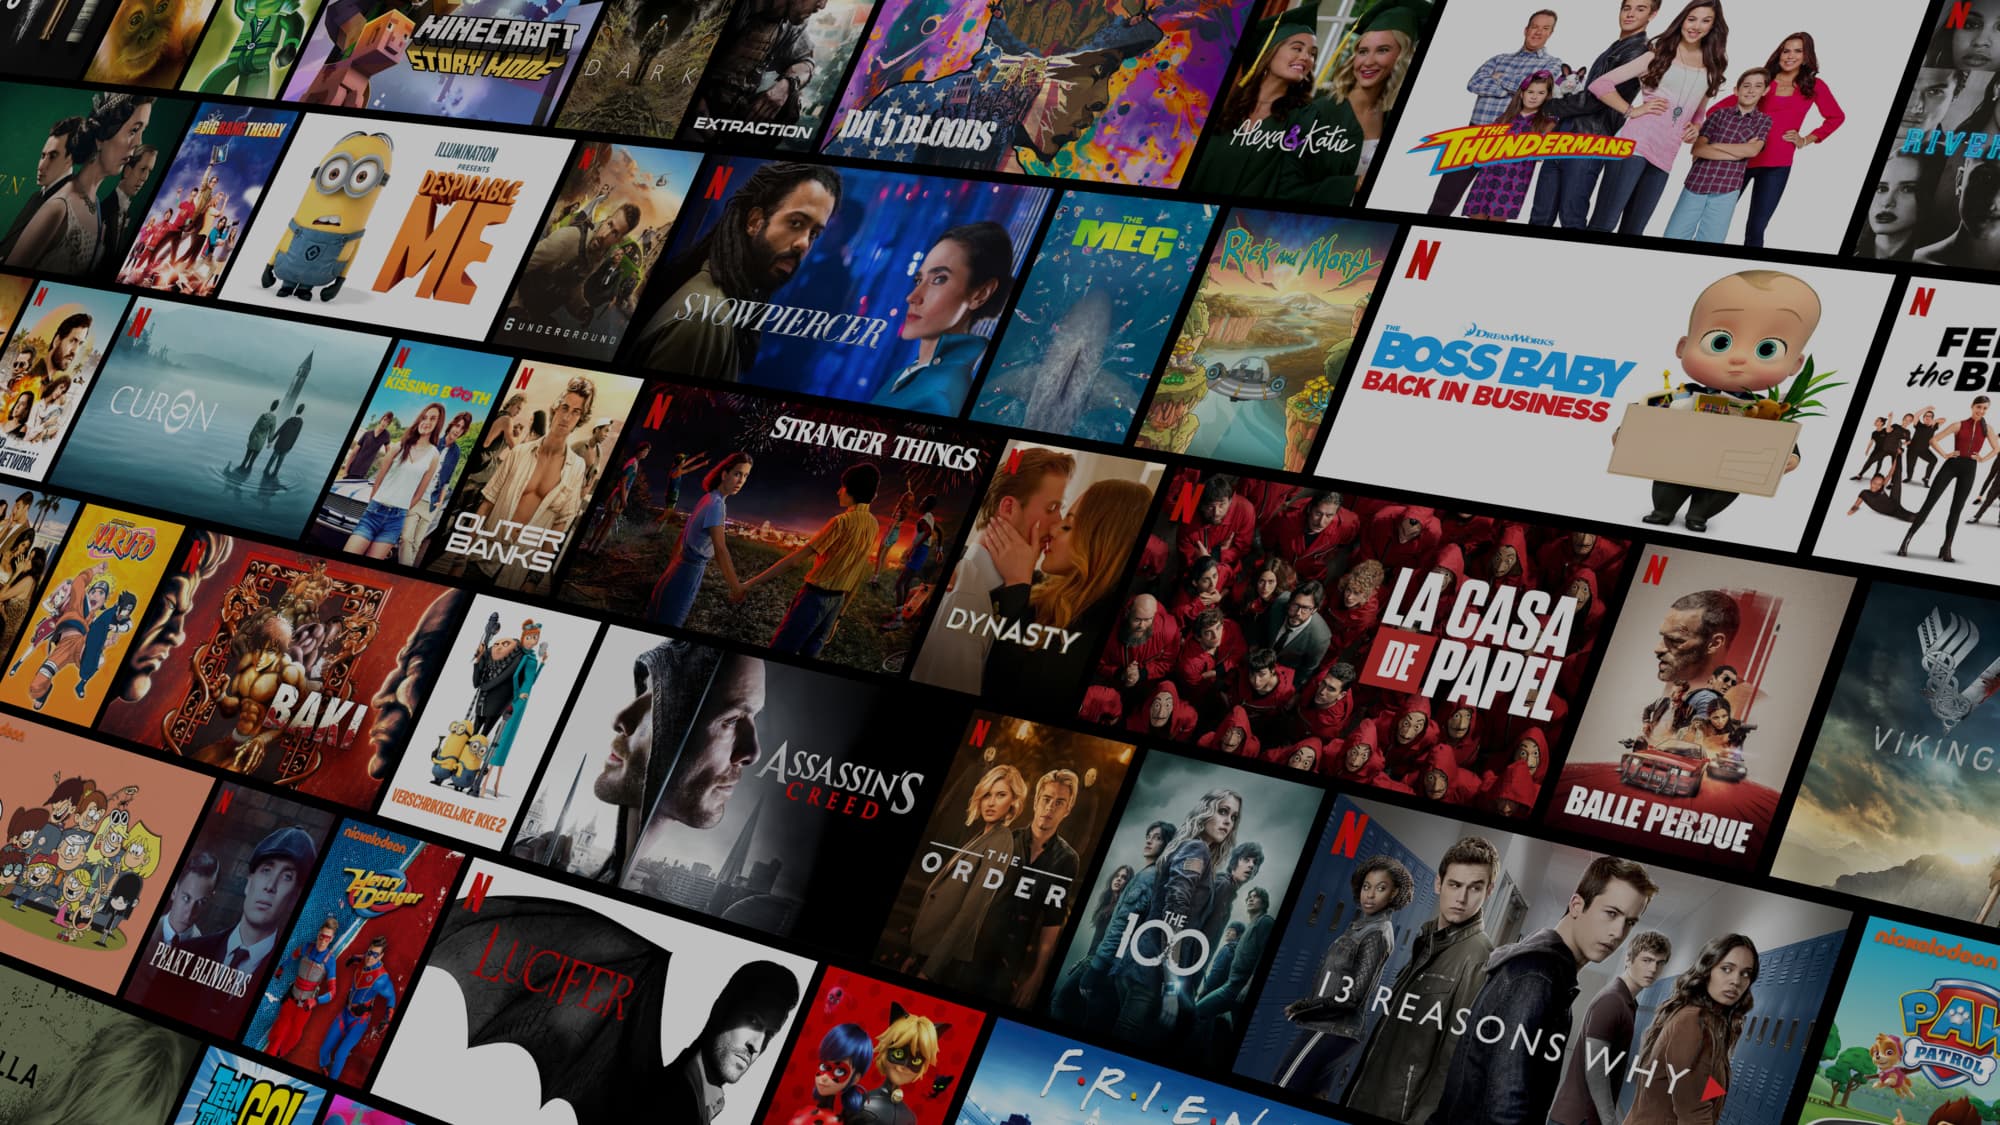 MINECRAFT
STORY MODE
DARK
EXTRACTION
DA 5 BLOODS
Alexa & Katie
THE
THUNDERMANS
N
THE BIG BANG THEORY
ILLUMINATION
PRESENTS
DESPICABLE
ME
N
6 UNDERGROUND
N
SNOWPIERCER
THE
MEG
Rick and Morty
N
DREAMWORKS
THE
BOSS BABY
BACK IN BUSINESS
N
the
N
NETWORK
N
CURON
N
THE
KISSING BOOTH
N
OUTER
BANKS
N
STRANGER THINGS
N
DYNASTY
N
LA CASA
DE PAPEL
N
BALLE PERDUE
VIKINGS
NARUTO
N
BAKI
VERSCHRIKKELIJKE IKKE 2
ASSASSIN'S
CREED
N
THE
ORDER
THE
100
N
13 REASONS WHY
nickelodeon
PAW
PATROL
N
PEAKY BLINDERS
nickelodeon
Henry
Danger
N
LUCIFER
FRIEN
LLA
TEEN
TITANS
GO!